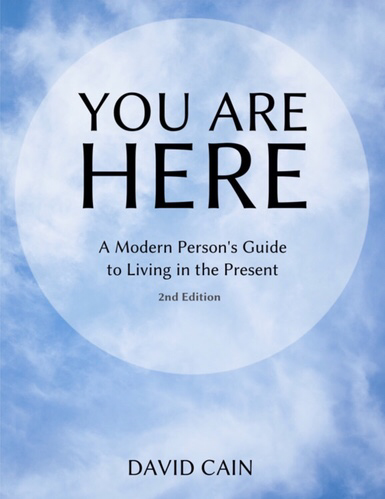 YOU ARE
HERE
A Modern Person's Guide
to Living in the Present
2nd Edition
DAVID CAIN